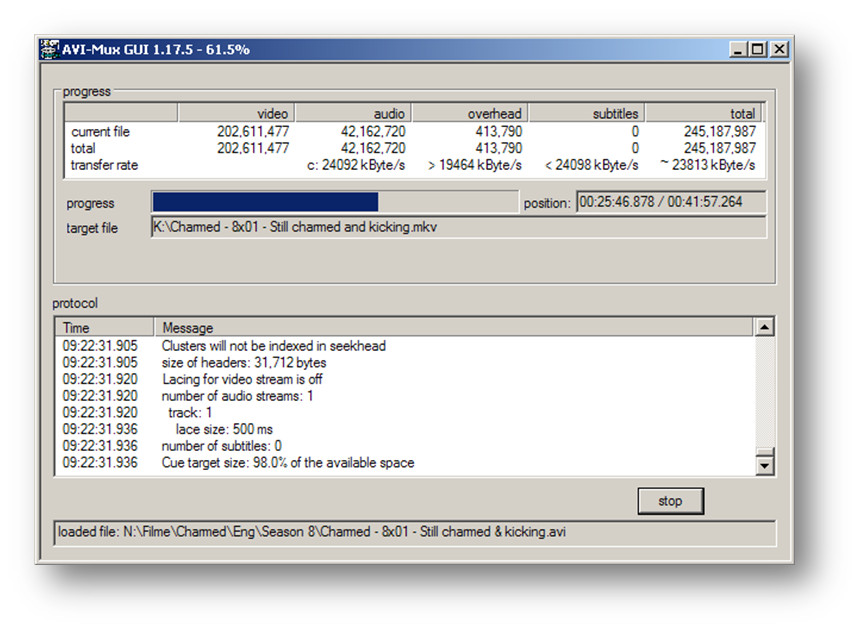 AVI-Mux GUI 1.17.5 - 61.5%
progress
video audio overhead subtitles total
current file 202,611,477 42,162,720 413,790 0 245,187,987
total 202,611,477 42,162,720 413,790 0 245,187,987
transfer rate c: 24092 kByte/s > 19464 kByte/s < 24098 kByte/s ~ 23813 kByte/s
progress position: 00:25:46.878 / 00:41:57.264
target file K:\Charmed - 8x01 - Still charmed and kicking.mkv
protocol
Time Message
09:22:31.905 Clusters will not be indexed in seekhead
09:22:31.905 size of headers: 31,712 bytes
09:22:31.920 Lacing for video stream is off
09:22:31.920 number of audio streams: 1
09:22:31.920 track: 1
09:22:31.936 lace size: 500 ms
09:22:31.936 number of subtitles: 0
09:22:31.936 Cue target size: 98.0% of the available space
stop
loaded file: N:\Filme\Charmed\Eng\Season 8\Charmed - 8x01 - Still charmed & kicking.avi